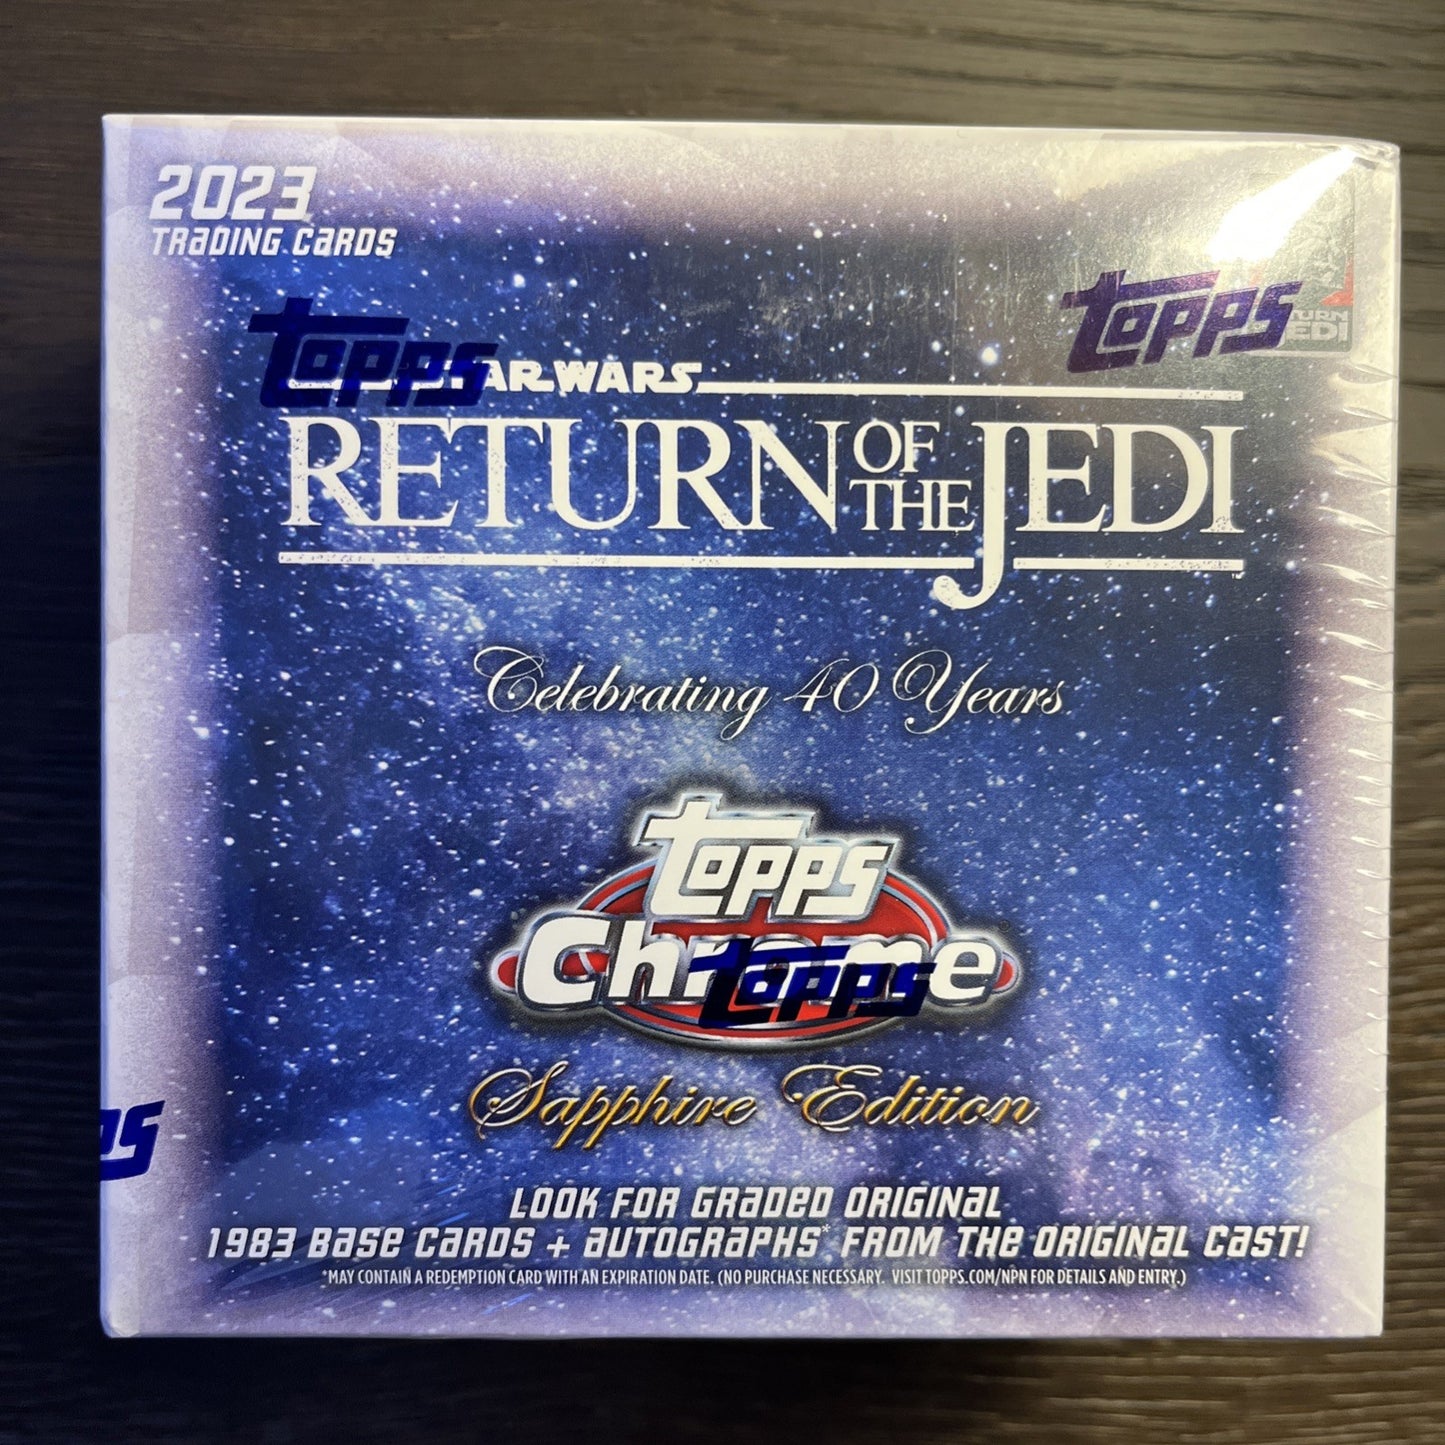 2023
TRADING CARDS
topps
topps
STAR WARS
RETURN OF THE JEDI
Celebrating 40 Years
topps
Chrome
topps
Sapphire Edition
LOOK FOR GRADED ORIGINAL
1983 BASE CARDS + AUTOGRAPHS* FROM THE ORIGINAL CAST!
*MAY CONTAIN A REDEMPTION CARD WITH AN EXPIRATION DATE. (NO PURCHASE NECESSARY. VISIT TOPPS.COM/NPN FOR DETAILS AND ENTRY.)